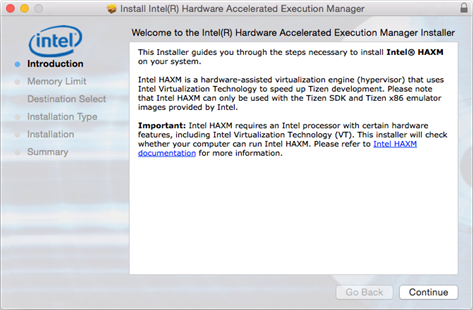 Install Intel(R) Hardware Accelerated Execution Manager
intel
Welcome to the Intel(R) Hardware Accelerated Execution Manager Installer
Introduction
Memory Limit
Destination Select
Installation Type
Installation
Summary
This Installer guides you through the steps necessary to install Intel® HAXM
on your system.
Intel HAXM is a hardware-assisted virtualization engine (hypervisor) that uses
Intel Virtualization Technology to speed up Tizen development. Please note
that Intel HAXM can only be used with the Tizen SDK and Tizen x86 emulator
images provided by Intel.
Important: Intel HAXM requires an Intel processor with certain hardware
features, including Intel Virtualization Technology (VT). This installer will check
whether your computer can run Intel HAXM. Please refer to Intel HAXM
documentation for more information.
Go Back
Continue